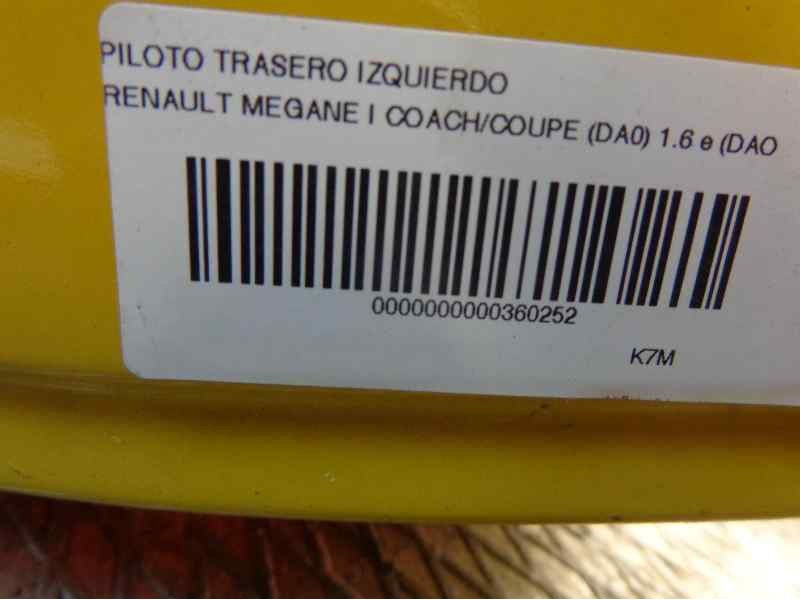 PILOTO TRASERO IZQUIERDO
RENAULT MEGANE I COACH/COUPE (DA0) 1.6 e (DAO
0000000000360252
K7M